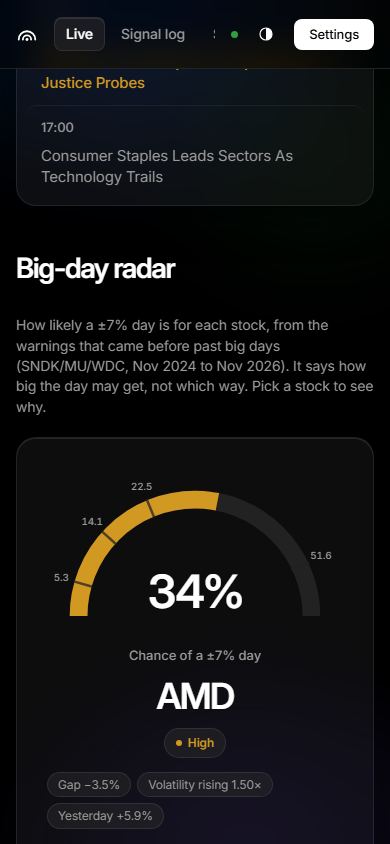 Live
Signal log
Settings
Justice Probes
17:00
Consumer Staples Leads Sectors As
Technology Trails
Big-day radar
How likely a ±7% day is for each stock, from the
warnings that came before past big days
(SNDK/MU/WDC, Nov 2024 to Nov 2026). It says how
big the day may get, not which way. Pick a stock to see
why.
22.5
14.1
51.6
5.3
34%
Chance of a ±7% day
AMD
High
Gap −3.5%
Volatility rising 1.50×
Yesterday +5.9%